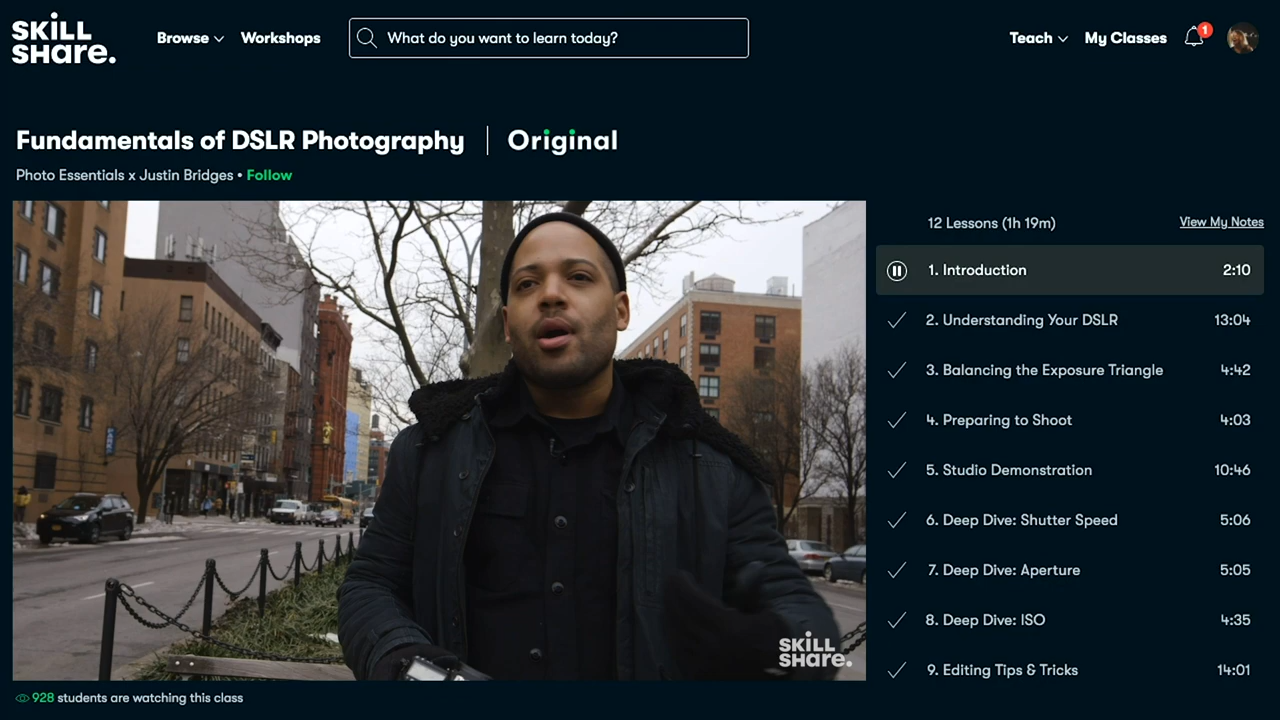 SKILL
SHare.
Browse
Workshops
What do you want to learn today?
Teach
My Classes
1
Fundamentals of DSLR Photography
Original
Photo Essentials x Justin Bridges • Follow
SKILL
SHare.
928 students are watching this class
12 Lessons (1h 19m)
View My Notes
1. Introduction 2:10
2. Understanding Your DSLR 13:04
3. Balancing the Exposure Triangle 4:42
4. Preparing to Shoot 4:03
5. Studio Demonstration 10:46
6. Deep Dive: Shutter Speed 5:06
7. Deep Dive: Aperture 5:05
8. Deep Dive: ISO 4:35
9. Editing Tips & Tricks 14:01